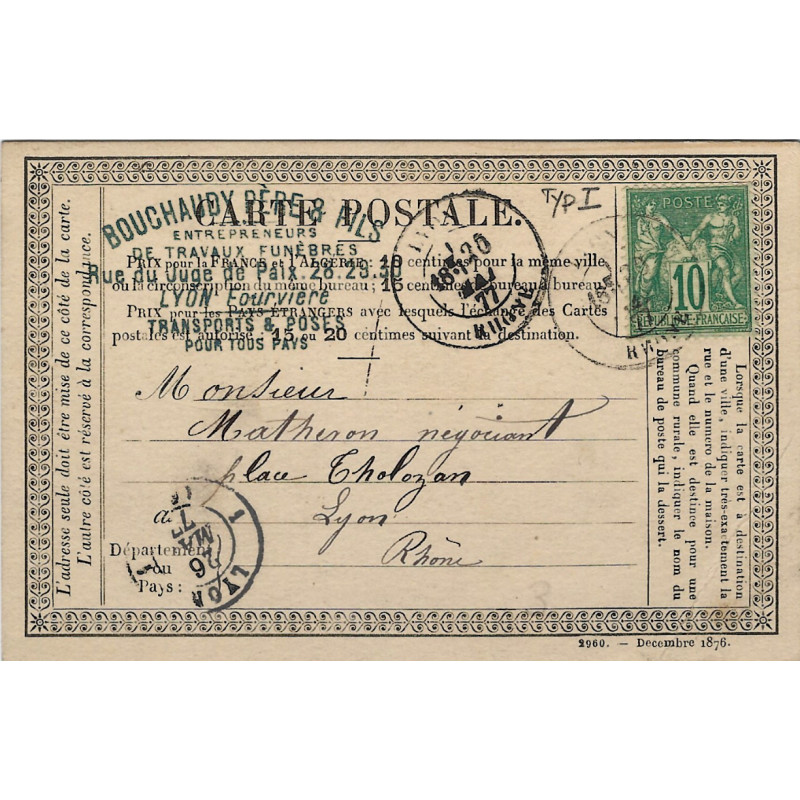 TYP I
CARTE POSTALE.
BOUCHAUDY PÈRE & FILS
ENTREPRENEURS
DE TRAVAUX FUNÈBRES
Rue du Juge de Paix. 28.29.30
LYON Fourvière
TRANSPORTS & POSES
POUR TOUS PAYS
Prix pour la France et l'Algérie: 10 centimes pour la même ville
ou la circonscription du même bureau; 15 centimes de bureau à bureau.
Prix pour les Pays étrangers avec lesquels l'échange des Cartes
postales est autorisé: 15 ou 20 centimes suivant la destination.
POSTE
10
REPUBLIQUE FRANÇAISE
MAI
77
RHÔNE
Monsieur
Matheron négociant
place Tholozan
à Lyon
Département
ou
Pays:
Rhône
1
MAI
77
LYON
L'adresse seule doit être mise de ce côté de la carte.
L'autre côté est réservé à la correspondance.
Lorsque la carte est à destination
d'une ville, indiquer très-exactement la
rue et le numéro de la maison.
Quand elle est destinée pour une
commune rurale, indiquer le nom du
bureau de poste qui la dessert.
2960. — Decembre 1876.